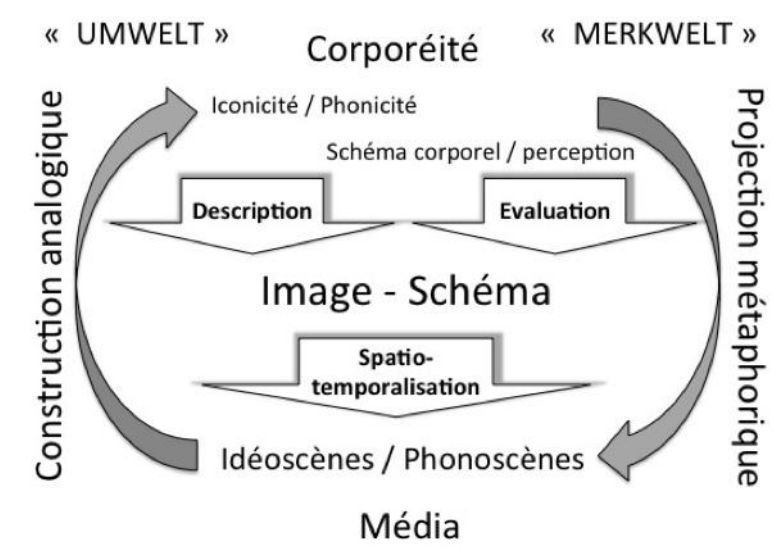 « UMWELT »
Corporéité
« MERKWELT »
Iconicité / Phonicité
Schéma corporel / perception
Construction analogique
Projection métaphorique
Description
Evaluation
Image - Schéma
Spatio-
temporalisation
Idéoscènes / Phonoscènes
Média